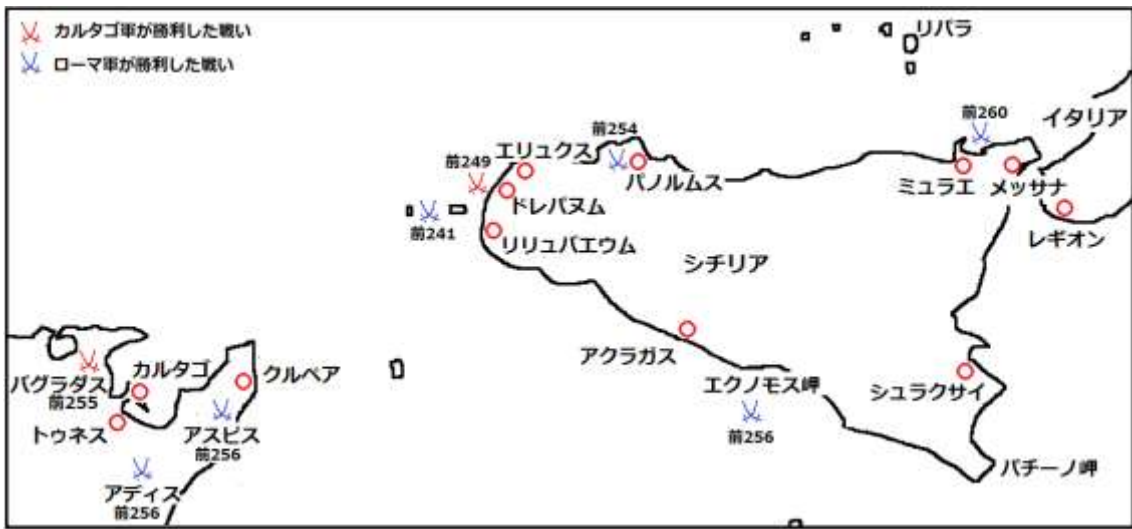 カルタゴ軍が勝利した戦い
ローマ軍が勝利した戦い
リパラ
イタリア
前260
前254
エリュクス
前249
パノルムス
ミュラエ
メッサナ
ドレパヌム
レギオン
前241
リリュバエウム
シチリア
アクラガス
カルタゴ
クルペア
バグラダス
前255
エクノモス岬
シュラクサイ
トゥネス
アスピス
前256
前256
パチーノ岬
アディス
前256